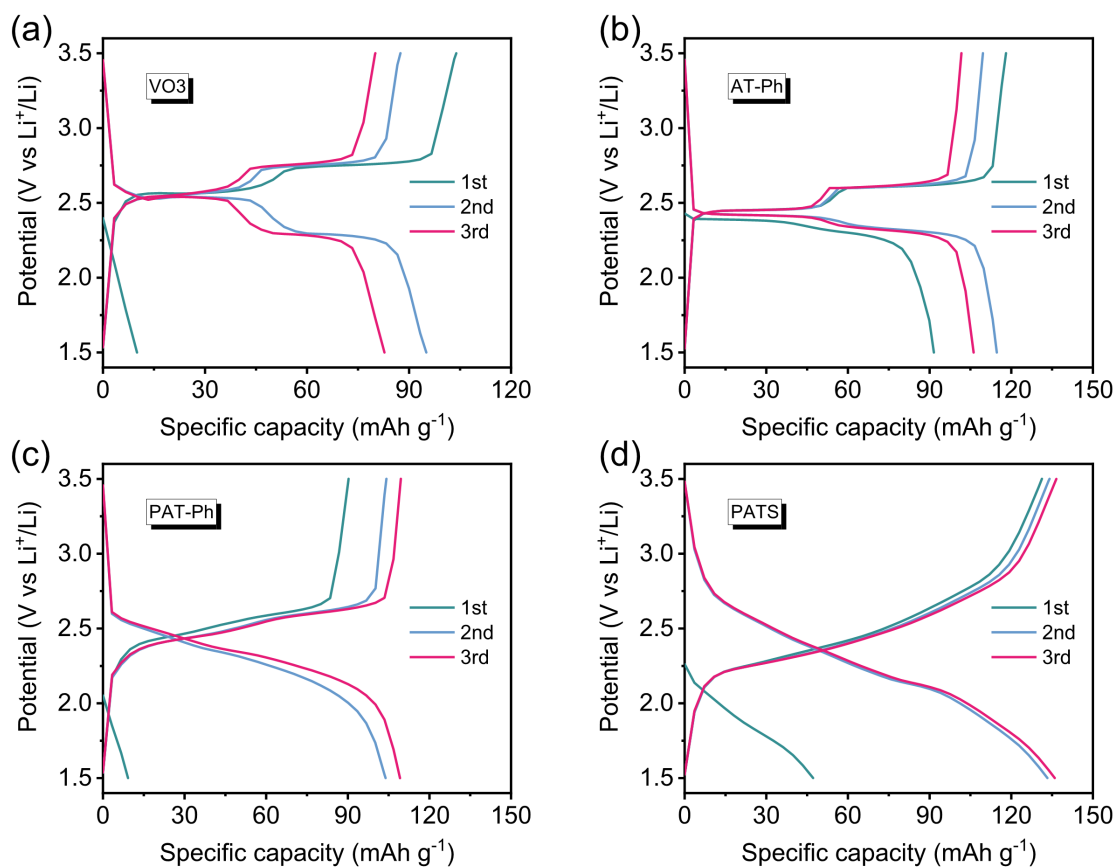 (a)
Potential (V vs Li⁺/Li)
3.5
3.0
2.5
2.0
1.5
VO3
1st
2nd
3rd
0 30 60 90 120
Specific capacity (mAh g⁻¹)
(b)
Potential (V vs Li⁺/Li)
3.5
3.0
2.5
2.0
1.5
AT-Ph
1st
2nd
3rd
0 30 60 90 120 150
Specific capacity (mAh g⁻¹)
(c)
Potential (V vs Li⁺/Li)
3.5
3.0
2.5
2.0
1.5
PAT-Ph
1st
2nd
3rd
0 30 60 90 120 150
Specific capacity (mAh g⁻¹)
(d)
Potential (V vs Li⁺/Li)
3.5
3.0
2.5
2.0
1.5
PATS
1st
2nd
3rd
0 30 60 90 120 150
Specific capacity (mAh g⁻¹)